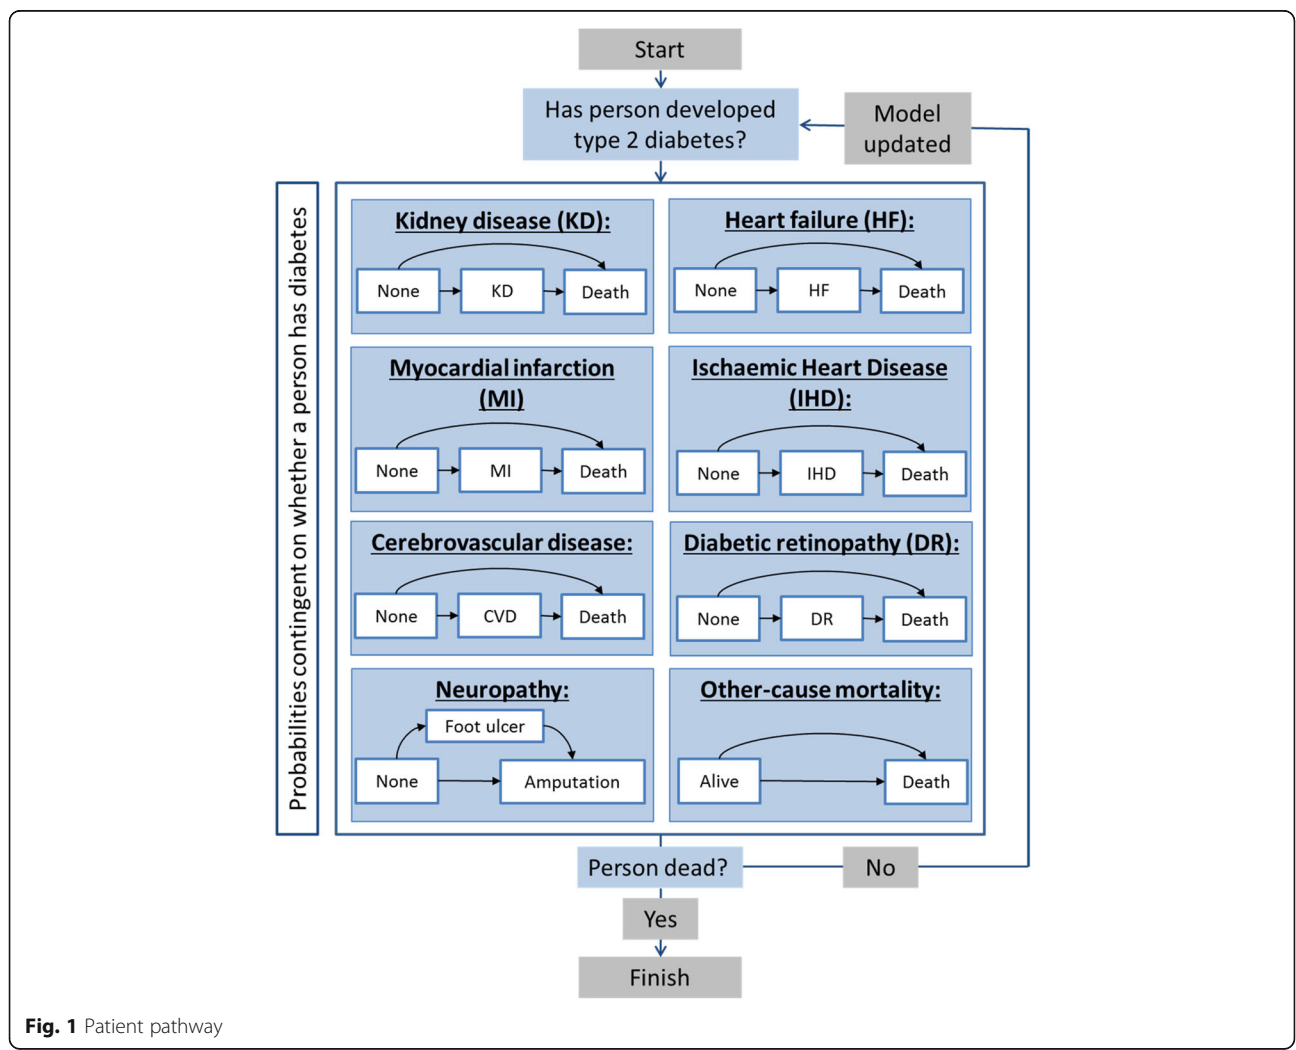 Start
Has person developed
type 2 diabetes?
Model
updated
Probabilities contingent on whether a person has diabetes
Kidney disease (KD):
None
KD
Death
Heart failure (HF):
None
HF
Death
Myocardial infarction
(MI)
None
MI
Death
Ischaemic Heart Disease
(IHD):
None
IHD
Death
Cerebrovascular disease:
None
CVD
Death
Diabetic retinopathy (DR):
None
DR
Death
Neuropathy:
Foot ulcer
None
Amputation
Other-cause mortality:
Alive
Death
Person dead?
No
Yes
Finish
Fig. 1 Patient pathway